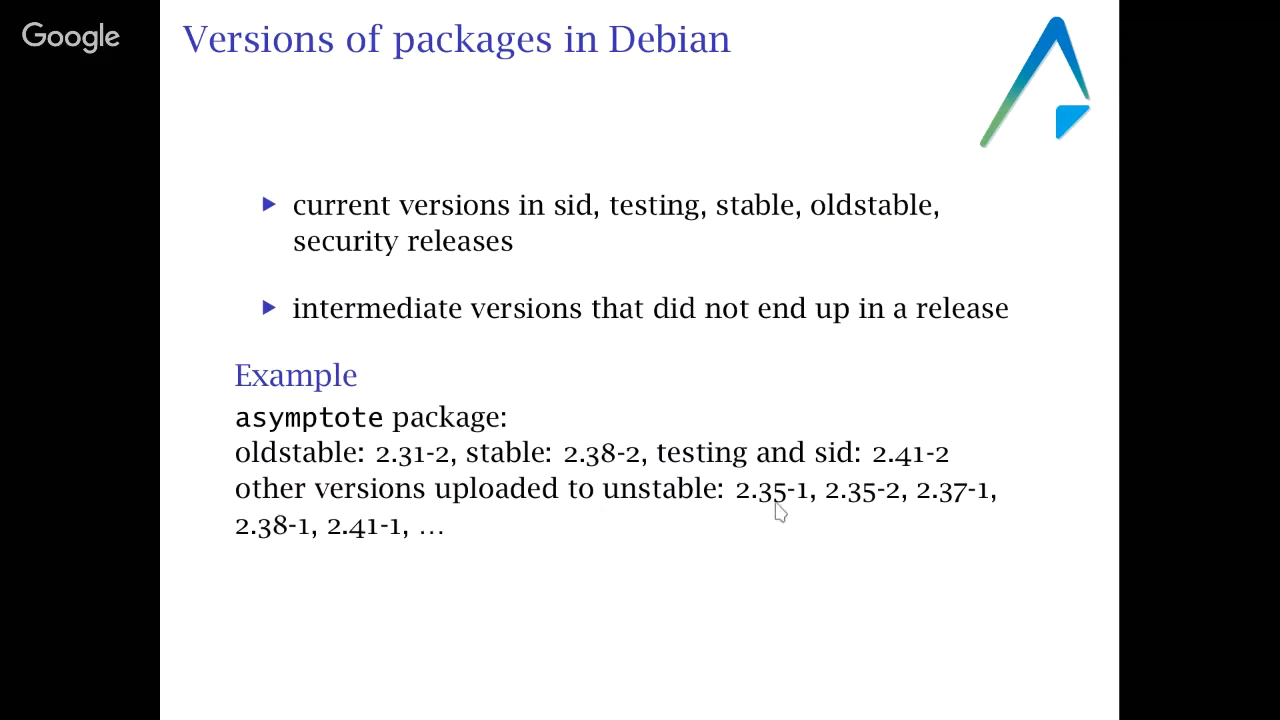 Google
Versions of packages in Debian
▶ current versions in sid, testing, stable, oldstable,
security releases
▶ intermediate versions that did not end up in a release
Example
asymptote package:
oldstable: 2.31-2, stable: 2.38-2, testing and sid: 2.41-2
other versions uploaded to unstable: 2.35-1, 2.35-2, 2.37-1,
2.38-1, 2.41-1, …